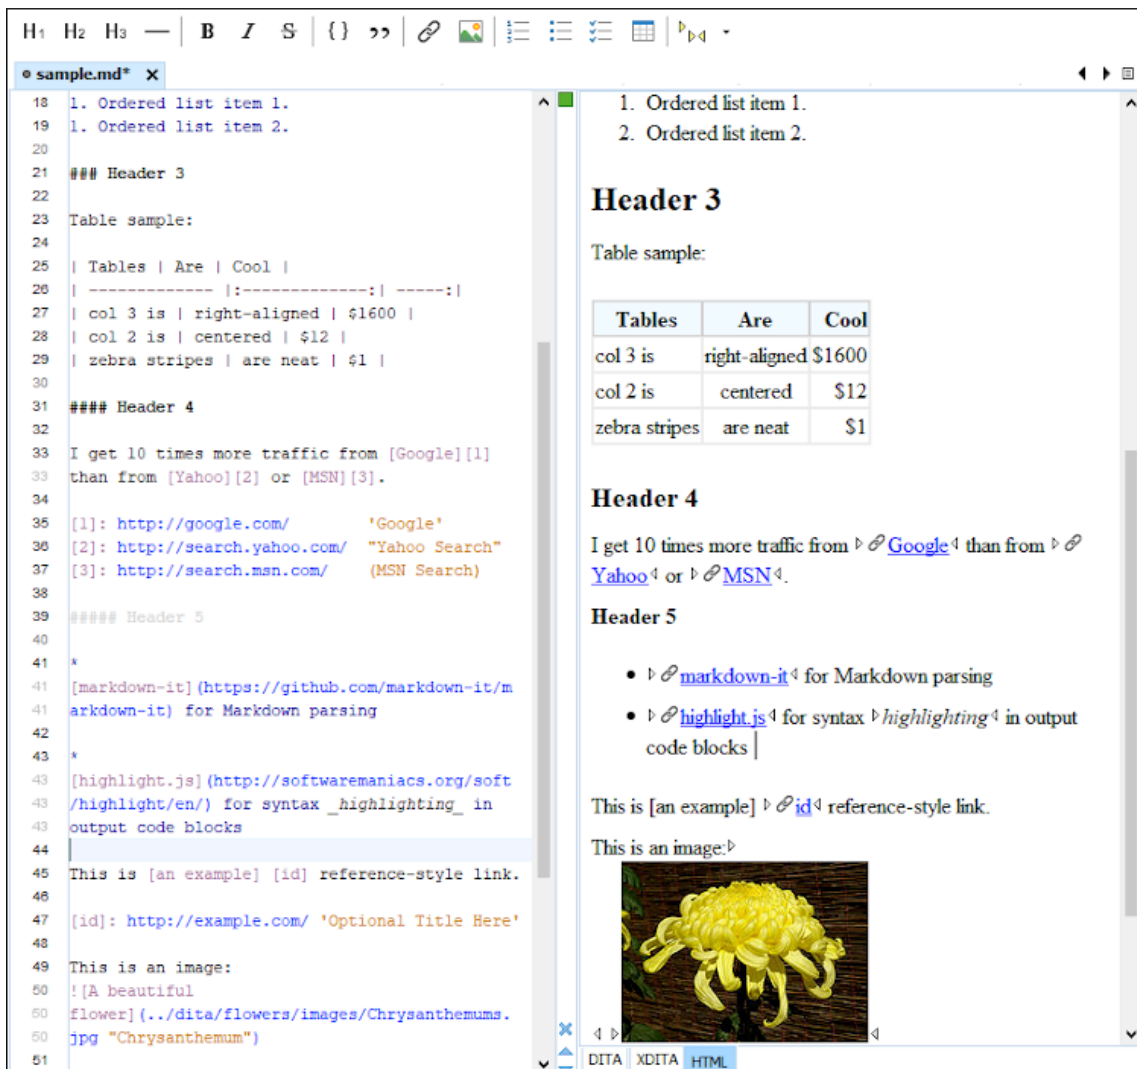 H1 H2 H3 — B I S {} ,,
sample.md* ×
18 1. Ordered list item 1.
19 1. Ordered list item 2.
20
21 ### Header 3
22
23 Table sample:
24
25 | Tables | Are | Cool |
26 | ------------- |:-------------:| -----:|
27 | col 3 is | right-aligned | $1600 |
28 | col 2 is | centered | $12 |
29 | zebra stripes | are neat | $1 |
30
31 #### Header 4
32
33 I get 10 times more traffic from [Google][1]
33 than from [Yahoo][2] or [MSN][3].
34
35 [1]: http://google.com/ 'Google'
36 [2]: http://search.yahoo.com/ "Yahoo Search"
37 [3]: http://search.msn.com/ (MSN Search)
38
39 ##### Header 5
40
41 *
41 [markdown-it](https://github.com/markdown-it/m
41 arkdown-it) for Markdown parsing
42
43 *
43 [highlight.js](http://softwaremaniacs.org/soft
43 /highlight/en/) for syntax _highlighting_ in
43 output code blocks
44
45 This is [an example] [id] reference-style link.
46
47 [id]: http://example.com/ 'Optional Title Here'
48
49 This is an image:
50 ![A beautiful
50 flower](../dita/flowers/images/Chrysanthemums.
50 jpg "Chrysanthemum")
51
1. Ordered list item 1.
2. Ordered list item 2.
Header 3
Table sample:
Tables Are Cool
col 3 is right-aligned $1600
col 2 is centered $12
zebra stripes are neat $1
Header 4
I get 10 times more traffic from Google than from
Yahoo or MSN.
Header 5
• markdown-it for Markdown parsing
• highlight.js for syntax highlighting in output
code blocks
This is [an example] id reference-style link.
This is an image:
DITA XDITA HTML